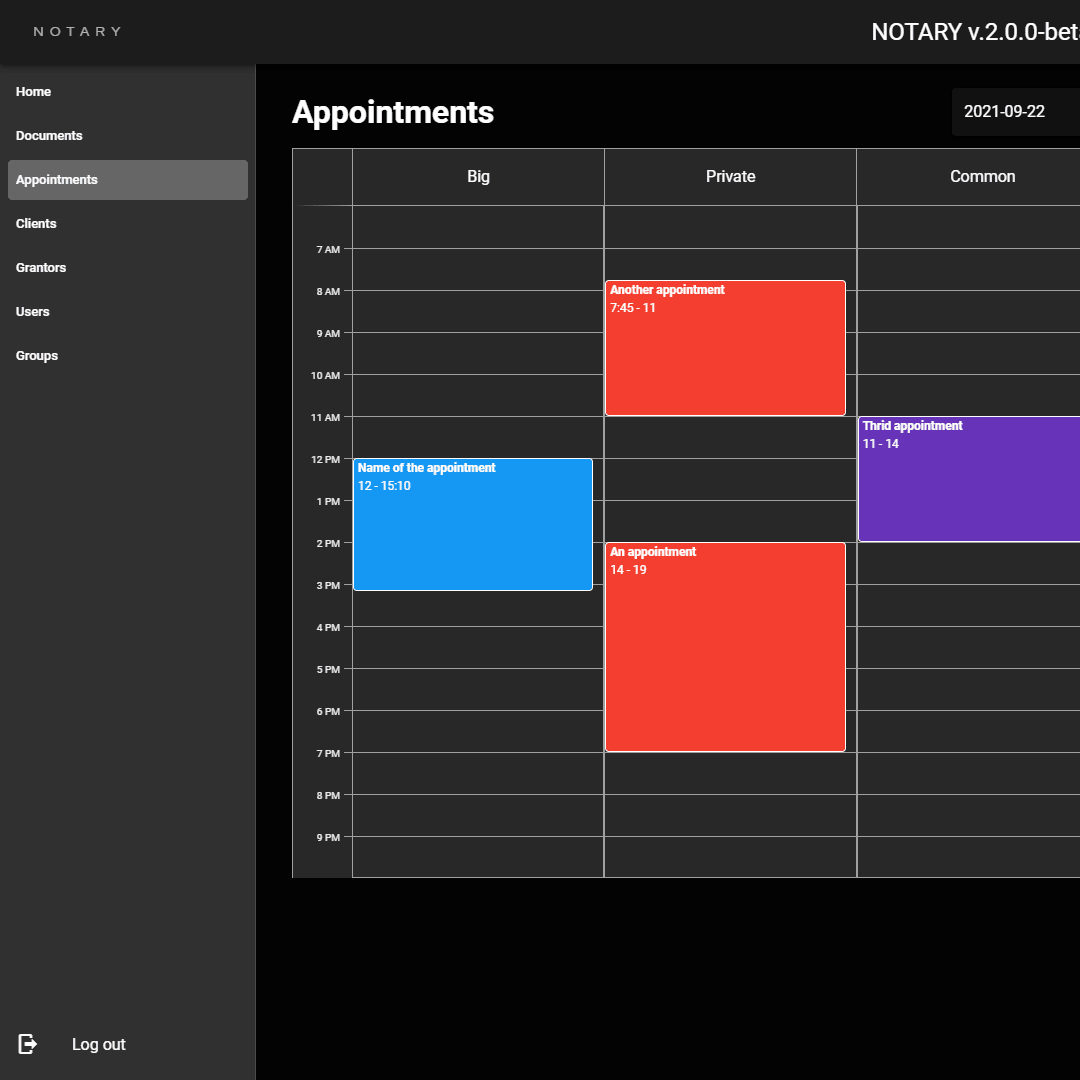 NOTARY
NOTARY v.2.0.0-beta
Home
Documents
Appointments
Clients
Grantors
Users
Groups
Log out
Appointments
2021-09-22
Big
Private
Common
7 AM
8 AM
9 AM
10 AM
11 AM
12 PM
1 PM
2 PM
3 PM
4 PM
5 PM
6 PM
7 PM
8 PM
9 PM
Name of the appointment
12 - 15:10
Another appointment
7:45 - 11
An appointment
14 - 19
Thrid appointment
11 - 14